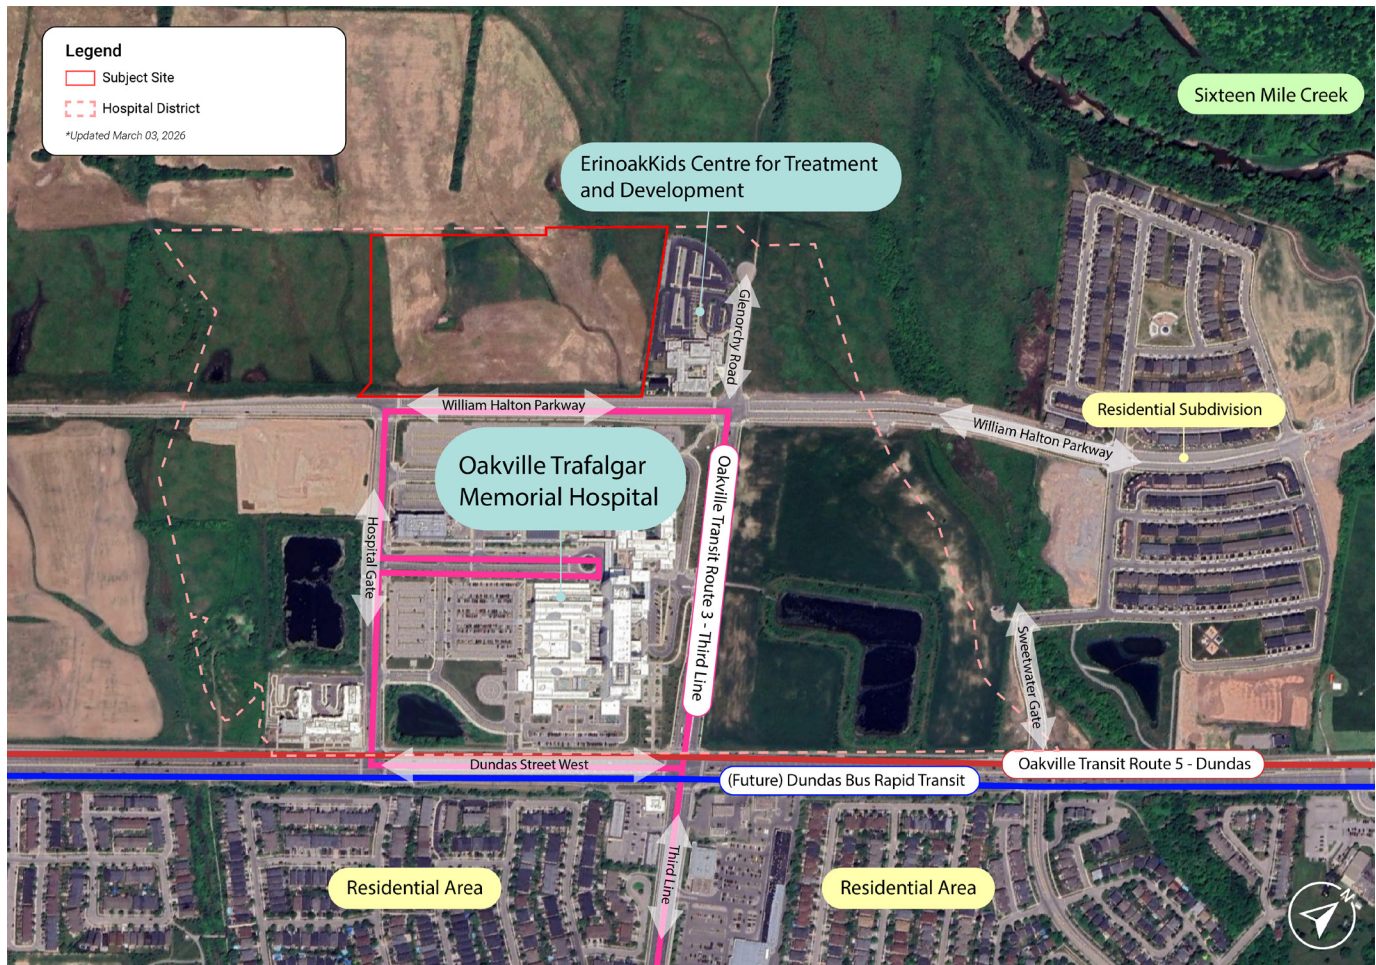 Legend
Subject Site
Hospital District
*Updated March 03, 2026
Sixteen Mile Creek
ErinoakKids Centre for Treatment
and Development
Glenorchy Road
William Halton Parkway
Residential Subdivision
William Halton Parkway
Oakville Trafalgar
Memorial Hospital
Hospital Gate
Oakville Transit Route 3 - Third Line
Sweetwater Gate
Dundas Street West
Oakville Transit Route 5 - Dundas
(Future) Dundas Bus Rapid Transit
Third Line
Residential Area
Residential Area
N